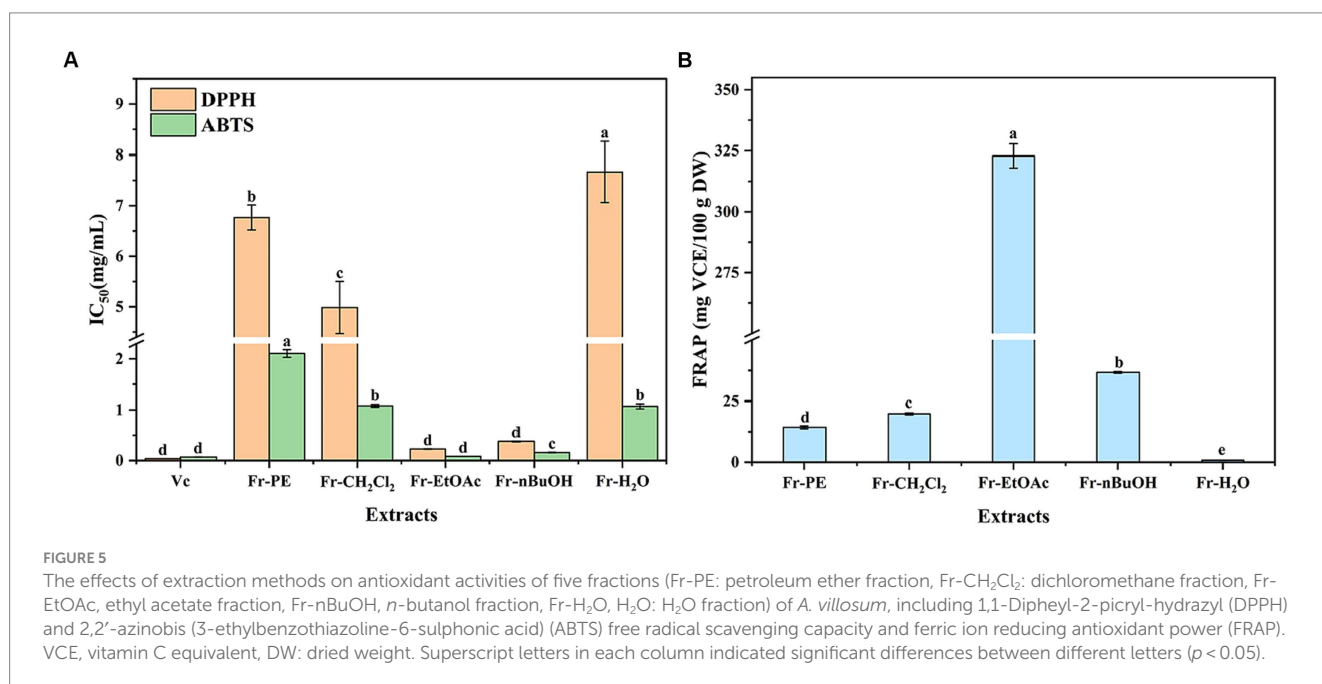 A
DPPH
ABTS
IC₅₀(mg/mL)
9
8
7
6
5
2
1
0
d
d
b
a
c
b
d
d
d
c
a
b
Vc
Fr-PE
Fr-CH₂Cl₂
Fr-EtOAc
Fr-nBuOH
Fr-H₂O
Extracts
B
FRAP (mg VCE/100 g DW)
350
325
300
275
25
0
d
c
a
b
e
Fr-PE
Fr-CH₂Cl₂
Fr-EtOAc
Fr-nBuOH
Fr-H₂O
Extracts
FIGURE 5
The effects of extraction methods on antioxidant activities of five fractions (Fr-PE: petroleum ether fraction, Fr-CH₂Cl₂: dichloromethane fraction, Fr-
EtOAc, ethyl acetate fraction, Fr-nBuOH, n-butanol fraction, Fr-H₂O, H₂O: H₂O fraction) of A. villosum, including 1,1-Dipheyl-2-picryl-hydrazyl (DPPH)
and 2,2′-azinobis (3-ethylbenzothiazoline-6-sulphonic acid) (ABTS) free radical scavenging capacity and ferric ion reducing antioxidant power (FRAP).
VCE, vitamin C equivalent, DW: dried weight. Superscript letters in each column indicated significant differences between different letters (p < 0.05).